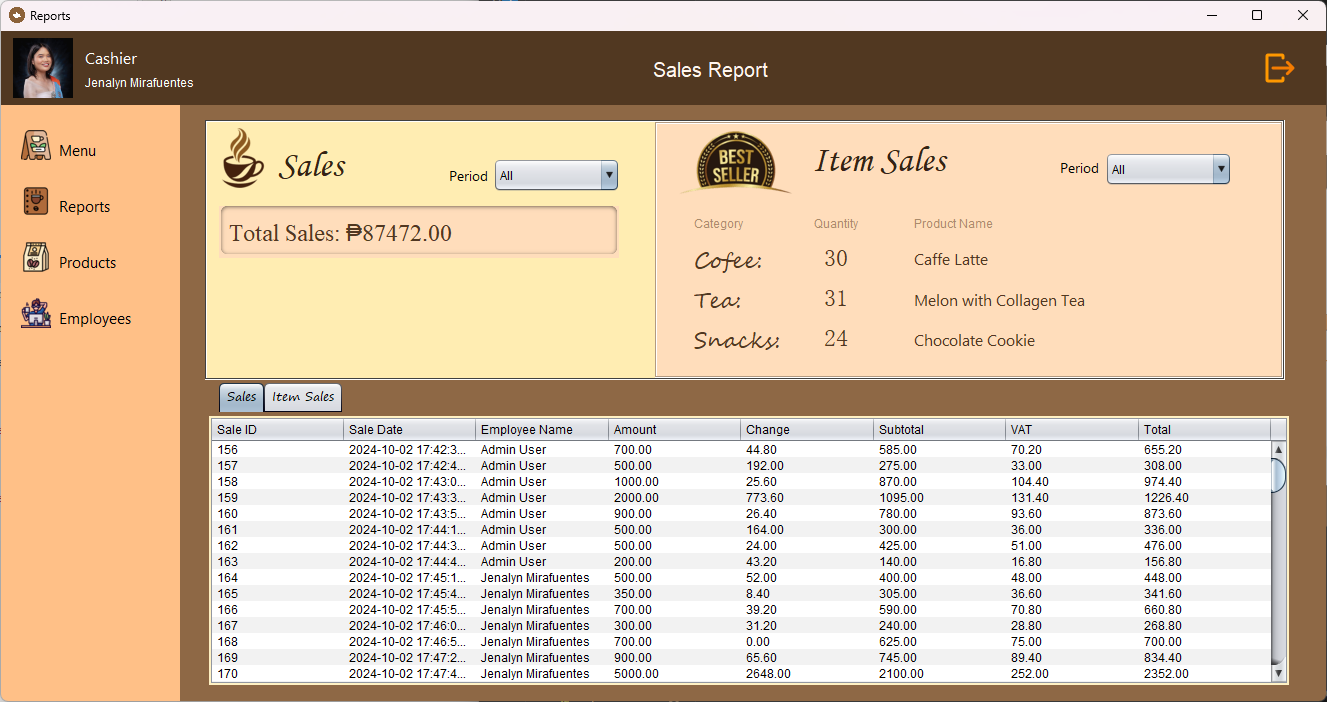 Reports
Cashier
Jenalyn Mirafuentes
Sales Report
Menu
Reports
Products
Employees
Sales
Period All
Total Sales: ₱87472.00
BEST SELLER
Item Sales
Period All
Category Quantity Product Name
Cofee: 30 Caffe Latte
Tea: 31 Melon with Collagen Tea
Snacks: 24 Chocolate Cookie
Sales Item Sales
Sale ID Sale Date Employee Name Amount Change Subtotal VAT Total
156 2024-10-02 17:42:3... Admin User 700.00 44.80 585.00 70.20 655.20
157 2024-10-02 17:42:4... Admin User 500.00 192.00 275.00 33.00 308.00
158 2024-10-02 17:43:0... Admin User 1000.00 25.60 870.00 104.40 974.40
159 2024-10-02 17:43:3... Admin User 2000.00 773.60 1095.00 131.40 1226.40
160 2024-10-02 17:43:5... Admin User 900.00 26.40 780.00 93.60 873.60
161 2024-10-02 17:44:1... Admin User 500.00 164.00 300.00 36.00 336.00
162 2024-10-02 17:44:3... Admin User 500.00 24.00 425.00 51.00 476.00
163 2024-10-02 17:44:4... Admin User 200.00 43.20 140.00 16.80 156.80
164 2024-10-02 17:45:1... Jenalyn Mirafuentes 500.00 52.00 400.00 48.00 448.00
165 2024-10-02 17:45:4... Jenalyn Mirafuentes 350.00 8.40 305.00 36.60 341.60
166 2024-10-02 17:45:5... Jenalyn Mirafuentes 700.00 39.20 590.00 70.80 660.80
167 2024-10-02 17:46:0... Jenalyn Mirafuentes 300.00 31.20 240.00 28.80 268.80
168 2024-10-02 17:46:5... Jenalyn Mirafuentes 700.00 0.00 625.00 75.00 700.00
169 2024-10-02 17:47:2... Jenalyn Mirafuentes 900.00 65.60 745.00 89.40 834.40
170 2024-10-02 17:47:4... Jenalyn Mirafuentes 5000.00 2648.00 2100.00 252.00 2352.00